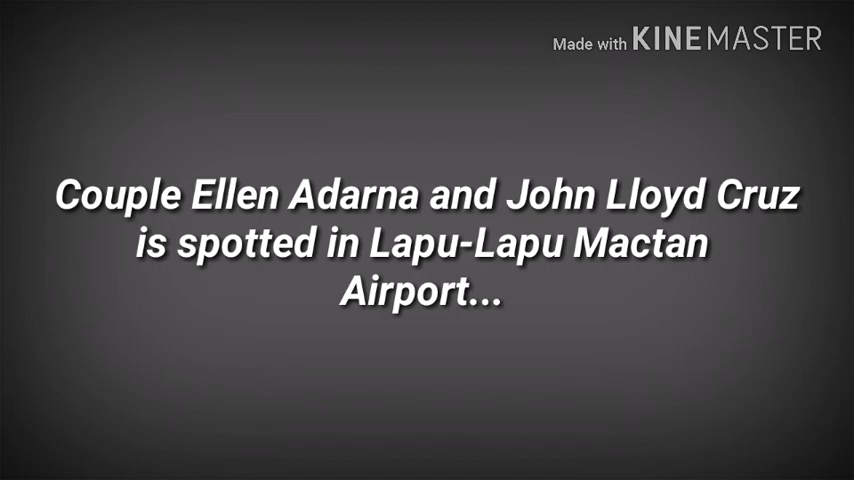 Made with KINEMASTER
Couple Ellen Adarna and John Lloyd Cruz
is spotted in Lapu-Lapu Mactan
Airport...